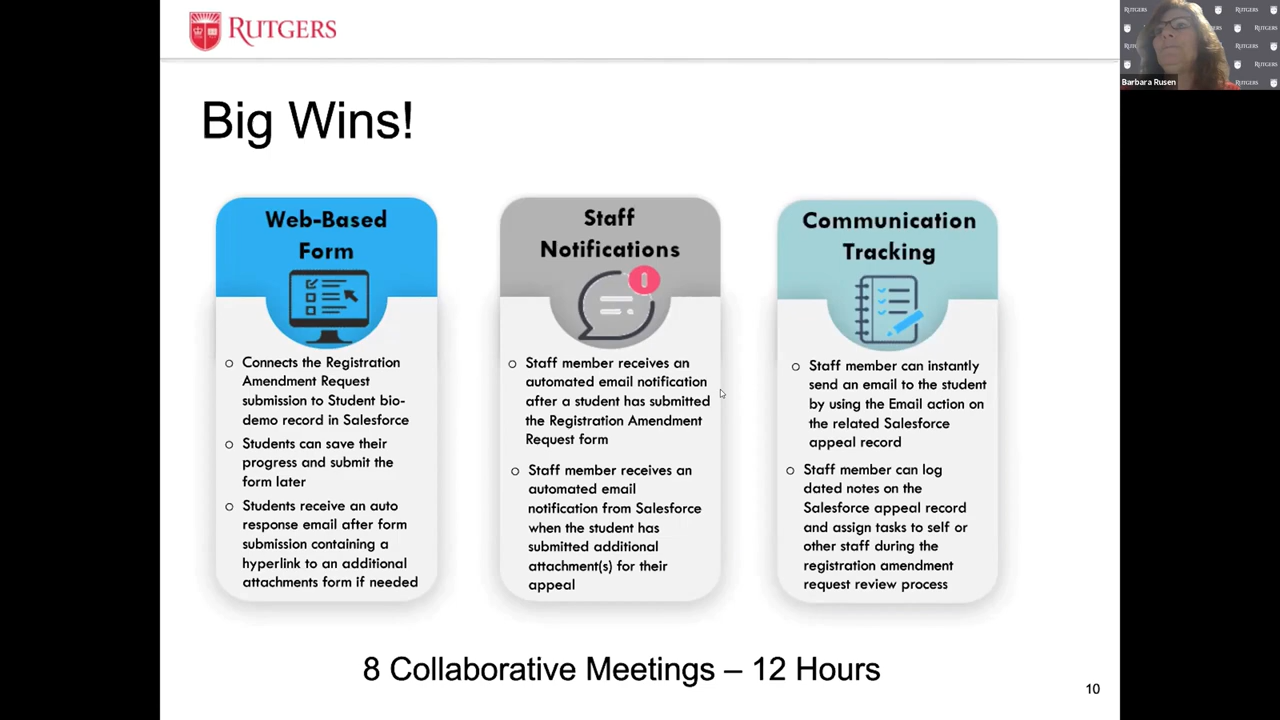 RUTGERS
Barbara Rusen
Big Wins!
Web-Based
Form
Connects the Registration
Amendment Request
submission to Student bio-
demo record in Salesforce
Students can save their
progress and submit the
form later
Students receive an auto
response email after form
submission containing a
hyperlink to an additional
attachments form if needed
Staff
Notifications
Staff member receives an
automated email notification
after a student has submitted
the Registration Amendment
Request form
Staff member receives an
automated email
notification from Salesforce
when the student has
submitted additional
attachment(s) for their
appeal
Communication
Tracking
Staff member can instantly
send an email to the student
by using the Email action on
the related Salesforce
appeal record
Staff member can log
dated notes on the
Salesforce appeal record
and assign tasks to self or
other staff during the
registration amendment
request review process
8 Collaborative Meetings – 12 Hours
10